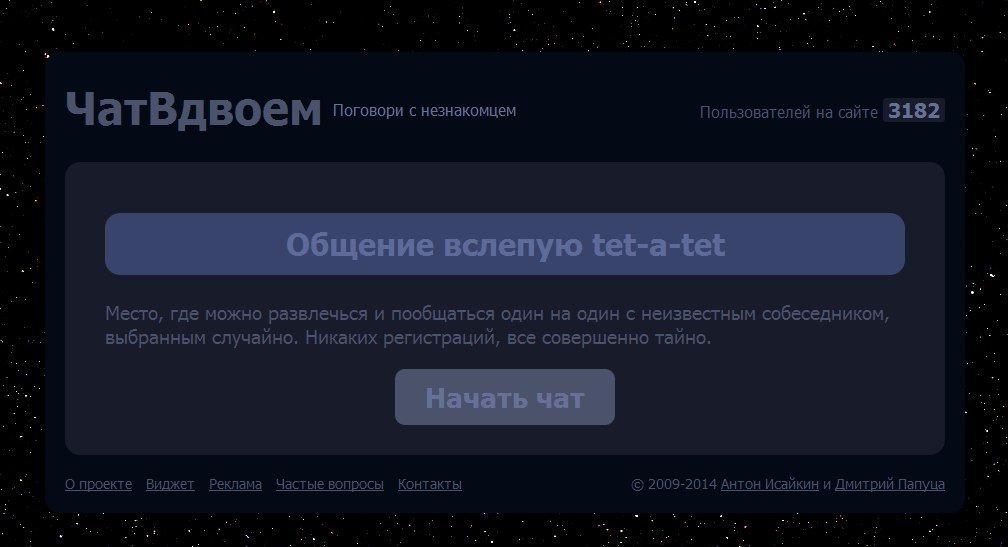 ЧатВдвоем Поговори с незнакомцем Пользователей на сайте 3182
Общение вслепую tet-a-tet
Место, где можно развлечься и пообщаться один на один с неизвестным собеседником,
выбранным случайно. Никаких регистраций, все совершенно тайно.
Начать чат
О проекте Виджет Реклама Частые вопросы Контакты © 2009-2014 Антон Исайкин и Дмитрий Папуца